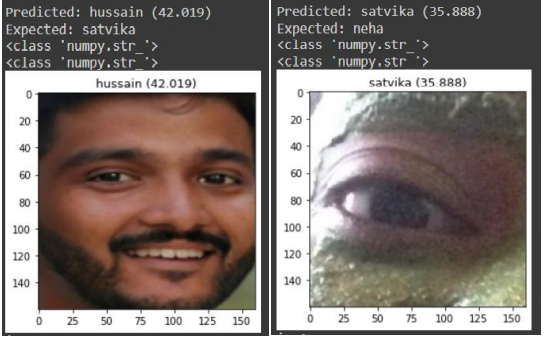 Predicted: hussain (42.019)
Expected: satvika
<class 'numpy.str_'>
<class 'numpy.str_'>
hussain (42.019)
0
20
40
60
80
100
120
140
0 25 50 75 100 125 150
Predicted: satvika (35.888)
Expected: neha
<class 'numpy.str_'>
<class 'numpy.str_'>
satvika (35.888)
0
20
40
60
80
100
120
140
0 25 50 75 100 125 150